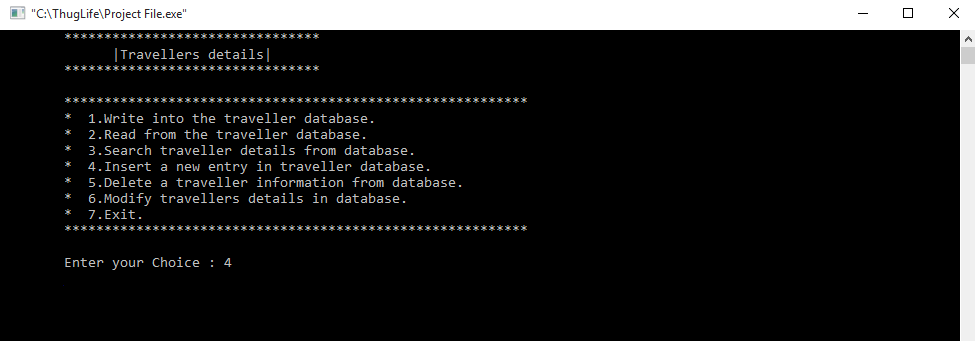 "C:\ThugLife\Project File.exe"
********************************
|Travellers details|
********************************
**********************************************************
*  1.Write into the traveller database.
*  2.Read from the traveller database.
*  3.Search traveller details from database.
*  4.Insert a new entry in traveller database.
*  5.Delete a traveller information from database.
*  6.Modify travellers details in database.
*  7.Exit.
**********************************************************
Enter your Choice : 4